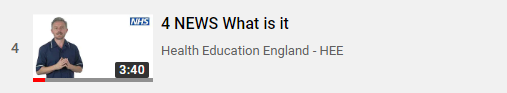 4
NHS
3:40
4 NEWS What is it
Health Education England - HEE